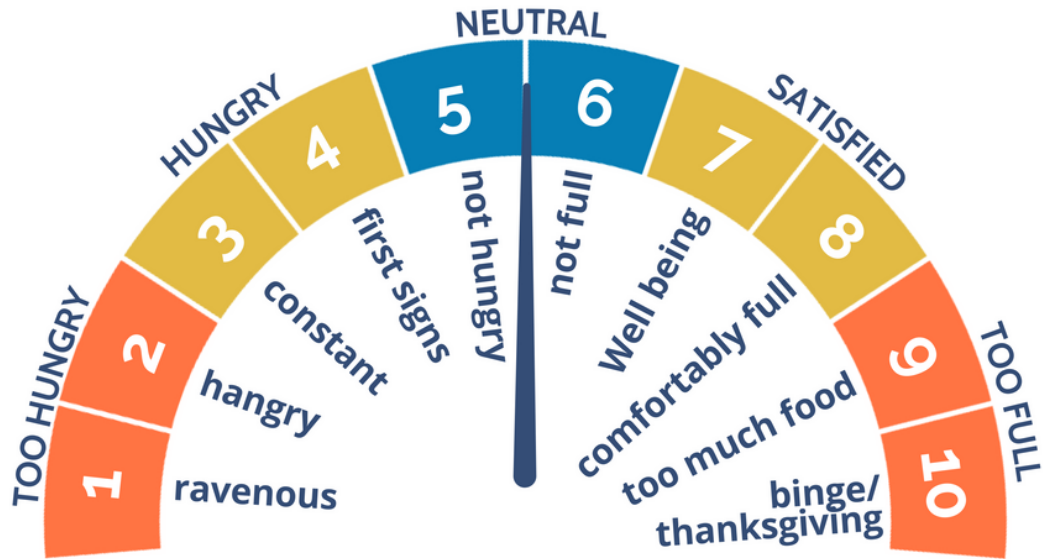 NEUTRAL
HUNGRY
SATISFIED
TOO HUNGRY
TOO FULL
1
2
3
4
5
6
7
8
9
10
ravenous
hangry
constant
first signs
not hungry
not full
Well being
comfortably full
too much food
binge/
thanksgiving